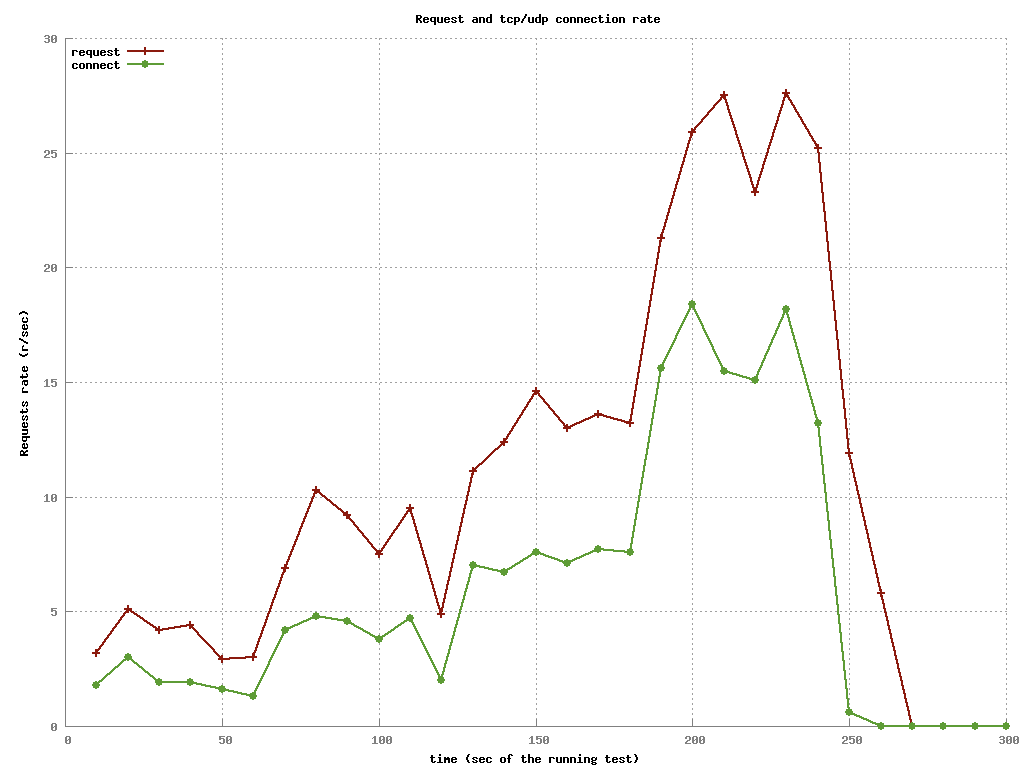 Request and tcp/udp connection rate
30
request
connect
25
20
15
10
5
0
Requests rate (r/sec)
0 50 100 150 200 250 300
time (sec of the running test)